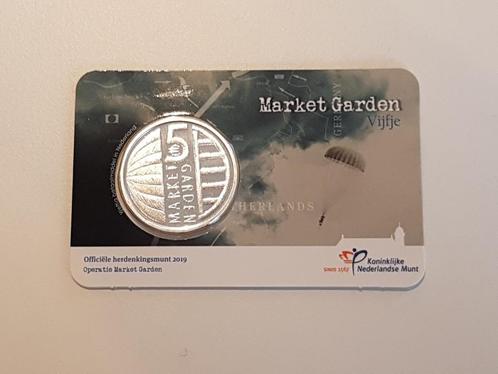 Market Garden
Vijfje
GERMANY
5
€
MARKET
GARDEN
NETHERLANDS
Officiële herdenkingsmunt 2019
Operatie Market Garden
SINDS 1567
Koninklijke
Nederlandse Munt